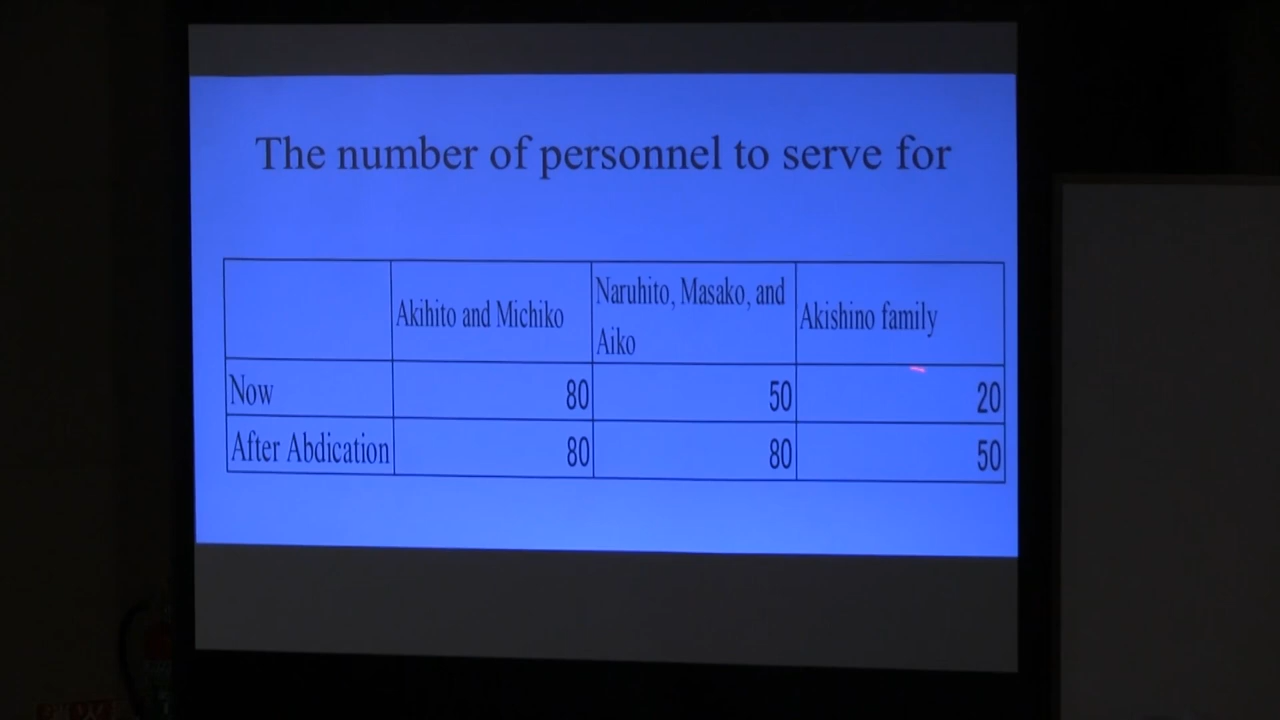 The number of personnel to serve for
Akihito and Michiko
Naruhito, Masako, and
Aiko
Akishino family
Now 80 50 20
After Abdication 80 80 50